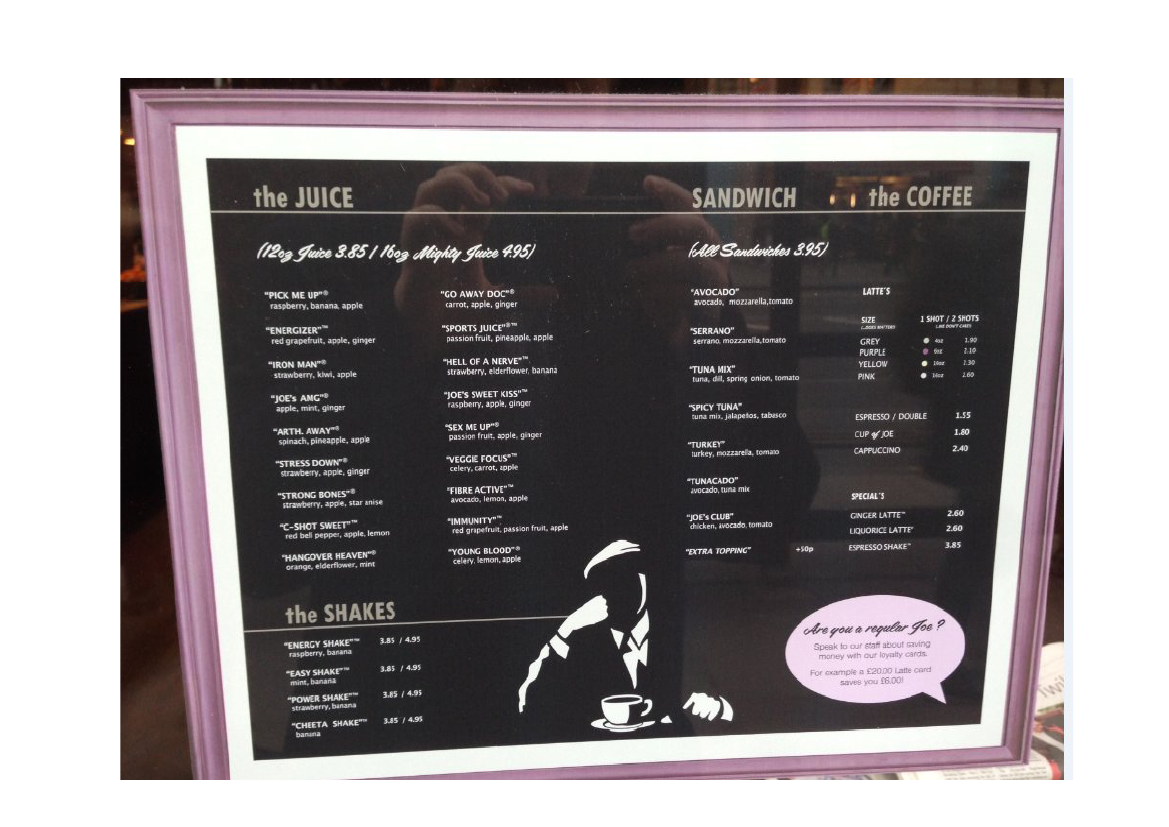 the JUICE
(12oz Juice 3.85 / 16oz Mighty Juice 4.95)
"PICK ME UP"®
raspberry, banana, apple
"ENERGIZER"™
red grapefruit, apple, ginger
"IRON MAN"®
strawberry, kiwi, apple
"JOE's ANG"®
apple, mint, ginger
"ARTH. AWAY"®
spinach, pineapple, apple
"STRESS DOWN"®
strawberry, apple, ginger
"STRONG BONES"®
strawberry, apple, star anise
"C-SHOT SWEET"™
red bell pepper, apple, lemon
"HANGOVER HEAVEN"®
orange, elderflower, mint
"GO AWAY DOC"®
carrot, apple, ginger
"SPORTS JUICE"®™
passion fruit, pineapple, apple
"HELL OF A NERVE"™
strawberry, elderflower, banana
"JOE'S SWEET KISS"™
raspberry, apple, ginger
"SEX ME UP"®
passion fruit, apple, ginger
"VEGGIE FOCUS"™
celery, carrot, apple
"FIBRE ACTIVE"™
avocado, lemon, apple
"IMMUNITY"™
red grapefruit, passion fruit, apple
"YOUNG BLOOD"®
celery, lemon, apple
the SHAKES
"ENERGY SHAKE"™ 3.85 / 4.95
raspberry, banana
"EASY SHAKE"™ 3.85 / 4.95
mint, banana
"POWER SHAKE"™ 3.85 / 4.95
strawberry, banana
"CHEETA SHAKE"™ 3.85 / 4.95
banana
SANDWICH
(All Sandwiches 3.95)
"AVOCADO"
avocado, mozzarella,tomato
"SERRANO"
serrano, mozzarella,tomato
"TUNA MIX"
tuna, dill, spring onion, tomato
"SPICY TUNA"
tuna mix, jalapeños, tabasco
"TURKEY"
turkey, mozzarella, tomato
"TUNACADO"
avocado, tuna mix
"JOE's CLUB"
chicken, avocado, tomato
"EXTRA TOPPING" +50p
the COFFEE
LATTE'S
SIZE 1 SHOT / 2 SHOTS
GREY 4oz 1.90
PURPLE 2.10
YELLOW 2.30
PINK 16oz 2.60
ESPRESSO / DOUBLE 1.55
CUP of JOE 1.80
CAPPUCCINO 2.40
SPECIAL'S
GINGER LATTE™ 2.60
LIQUORICE LATTE™ 2.60
ESPRESSO SHAKE™ 3.85
Are you a regular Joe ?
Speak to our staff about saving
money with our loyalty cards.
For example a £20.00 Latte card
saves you £6.00!